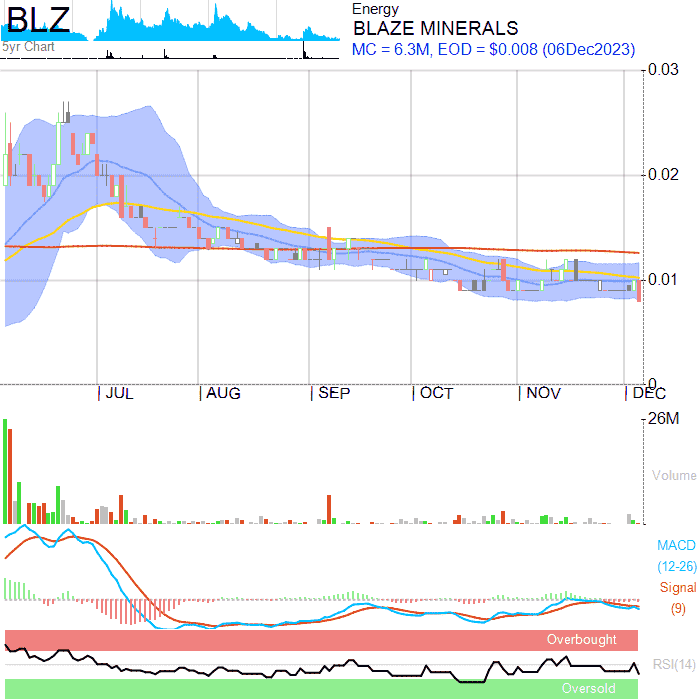 BLZ
5yr Chart
Energy
BLAZE MINERALS
MC = 6.3M, EOD = $0.008 (06Dec2023)
0.03
0.02
0.01
0
JUL AUG SEP OCT NOV DEC
26M
Volume
MACD
(12-26)
Signal
(9)
Overbought
RSI(14)
Oversold